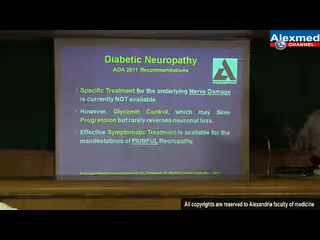 Alexmed
CHANNEL
Diabetic Neuropathy
ADA 2011 Recommendations
Specific Treatment for the underlying Nerve Damage
is currently NOT available.
However, Glycemic Control, which may Slow
Progression but rarely reverses neuronal loss.
Effective Symptomatic Treatment is available for the
manifestations of PAINFUL Neuropathy.
All copyrights are reserved to Alexandria faculty of medicine